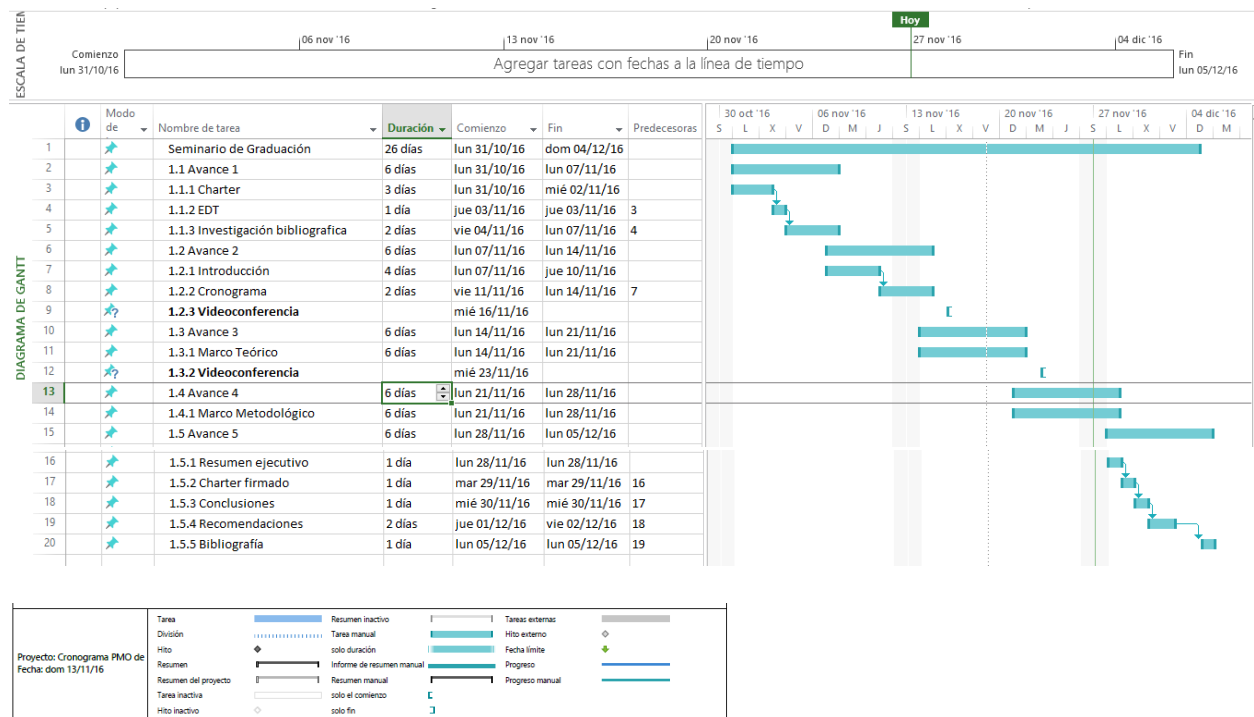 Hoy
06 nov '16 13 nov '16 20 nov '16 27 nov '16 04 dic '16
ESCALA DE TIEM
Comienzo
lun 31/10/16
Agregar tareas con fechas a la línea de tiempo
Fin
lun 05/12/16
DIAGRAMA DE GANTT
Modo de
Nombre de tarea Duración Comienzo Fin Predecesoras
30 oct '16 06 nov '16 13 nov '16 20 nov '16 27 nov '16 04 dic '16
S L X V D M J S L X V D M J S L X V D M
1 Seminario de Graduación 26 días lun 31/10/16 dom 04/12/16
2 1.1 Avance 1 6 días lun 31/10/16 lun 07/11/16
3 1.1.1 Charter 3 días lun 31/10/16 mié 02/11/16
4 1.1.2 EDT 1 día jue 03/11/16 jue 03/11/16 3
5 1.1.3 Investigación bibliografica 2 días vie 04/11/16 lun 07/11/16 4
6 1.2 Avance 2 6 días lun 07/11/16 lun 14/11/16
7 1.2.1 Introducción 4 días lun 07/11/16 jue 10/11/16
8 1.2.2 Cronograma 2 días vie 11/11/16 lun 14/11/16 7
9 1.2.3 Videoconferencia mié 16/11/16
10 1.3 Avance 3 6 días lun 14/11/16 lun 21/11/16
11 1.3.1 Marco Teórico 6 días lun 14/11/16 lun 21/11/16
12 1.3.2 Videoconferencia mié 23/11/16
13 1.4 Avance 4 6 días lun 21/11/16 lun 28/11/16
14 1.4.1 Marco Metodológico 6 días lun 21/11/16 lun 28/11/16
15 1.5 Avance 5 6 días lun 28/11/16 lun 05/12/16
16 1.5.1 Resumen ejecutivo 1 día lun 28/11/16 lun 28/11/16
17 1.5.2 Charter firmado 1 día mar 29/11/16 mar 29/11/16 16
18 1.5.3 Conclusiones 1 día mié 30/11/16 mié 30/11/16 17
19 1.5.4 Recomendaciones 2 días jue 01/12/16 vie 02/12/16 18
20 1.5.5 Bibliografía 1 día lun 05/12/16 lun 05/12/16 19
Proyecto: Cronograma PMO de
Fecha: dom 13/11/16
Tarea Resumen inactivo Tareas externas
División Tarea manual Hito externo
Hito solo duración Fecha límite
Resumen Informe de resumen manual Progreso
Resumen del proyecto Resumen manual Progreso manual
Tarea inactiva solo el comienzo
Hito inactivo solo fin